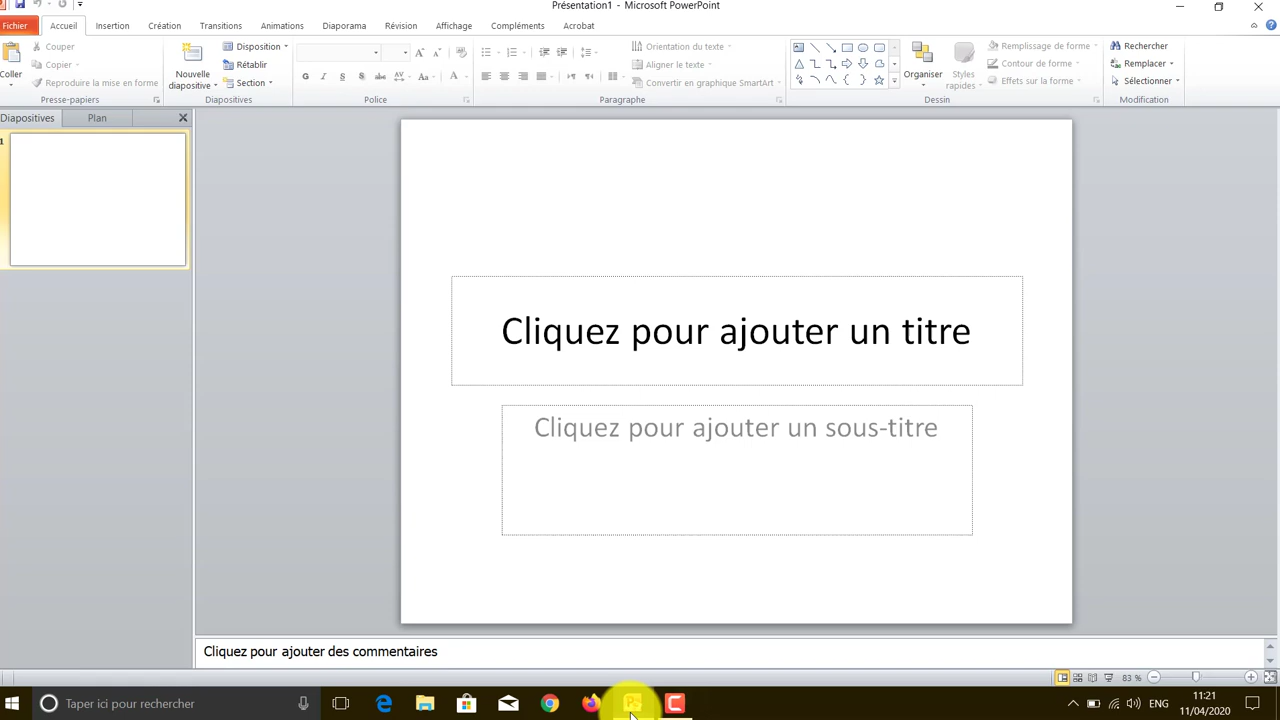 Présentation1 - Microsoft PowerPoint
Fichier Accueil Insertion Création Transitions Animations Diaporama Révision Affichage Compléments Acrobat
Coller
Couper
Copier
Reproduire la mise en forme
Presse-papiers
Nouvelle diapositive
Disposition
Rétablir
Section
Diapositives
G I S S abc AV Aa A
Police
Orientation du texte
Aligner le texte
Convertir en graphique SmartArt
Paragraphe
Organiser
Styles rapides
Remplissage de forme
Contour de forme
Effets sur la forme
Dessin
Rechercher
Remplacer
Sélectionner
Modification
Diapositives Plan
1
Cliquez pour ajouter un titre
Cliquez pour ajouter un sous-titre
Cliquez pour ajouter des commentaires
83 %
Taper ici pour rechercher
ENG
11:21
11/04/2020